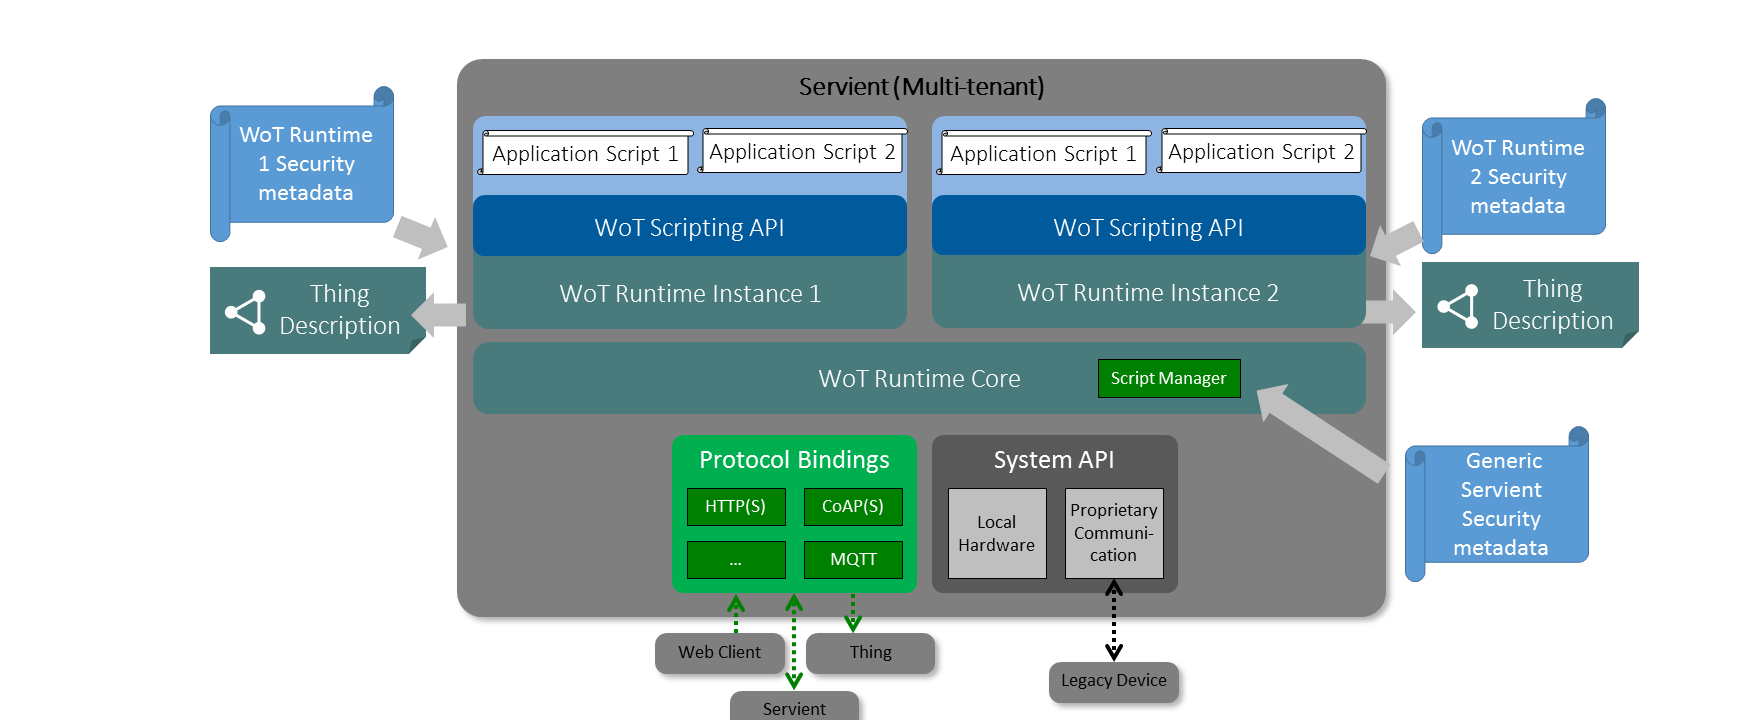 Servient (Multi-tenant)
WoT Runtime
1 Security
metadata
Application Script 1
Application Script 2
Application Script 1
Application Script 2
WoT Runtime
2 Security
metadata
WoT Scripting API
WoT Scripting API
Thing
Description
WoT Runtime Instance 1
WoT Runtime Instance 2
Thing
Description
WoT Runtime Core
Script Manager
Protocol Bindings
HTTP(S)
CoAP(S)
...
MQTT
System API
Local
Hardware
Proprietary
Communi-
cation
Generic
Servient
Security
metadata
Web Client
Thing
Servient
Legacy Device